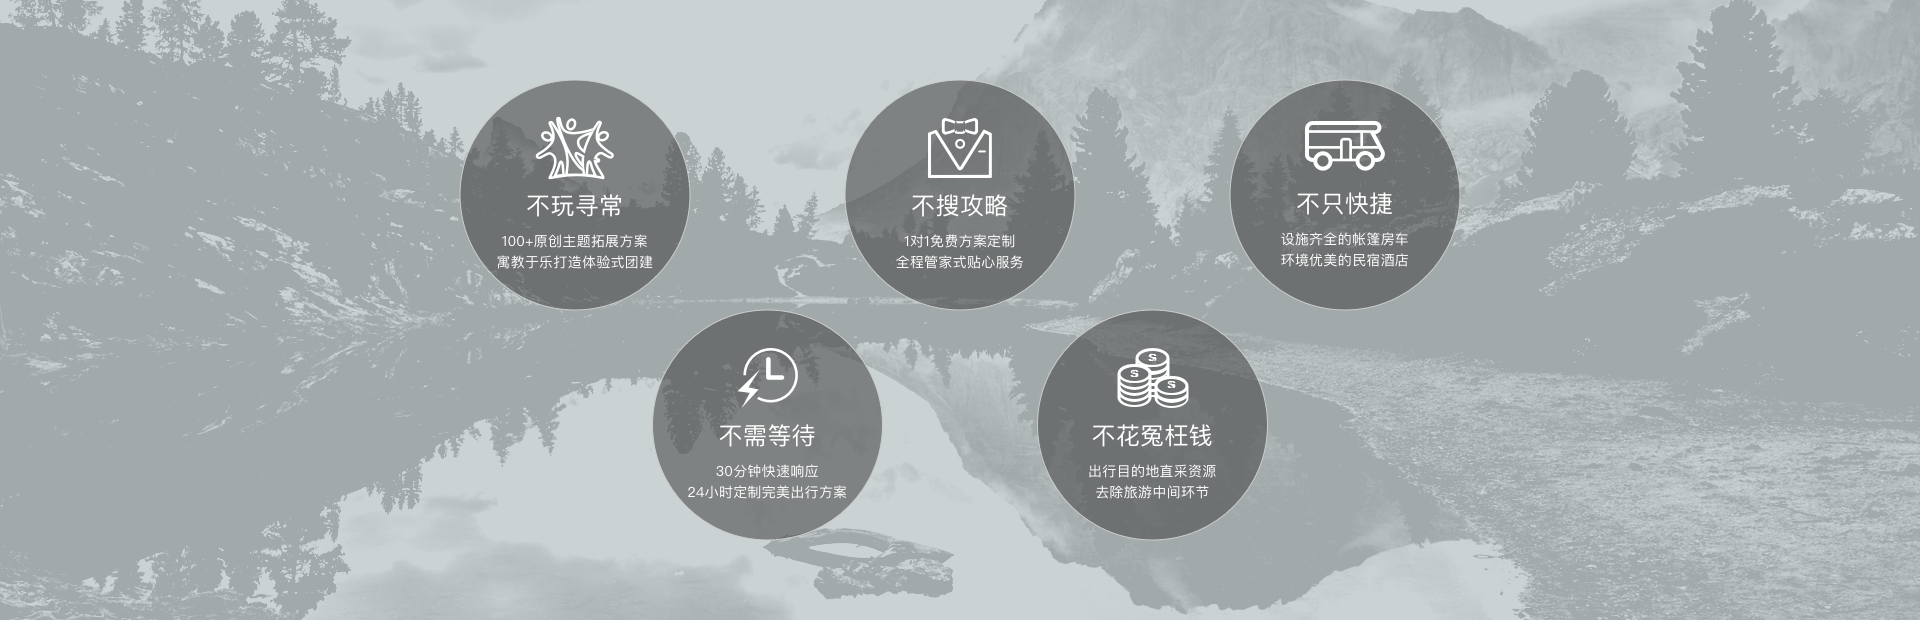 不玩寻常
100+原创主题拓展方案
寓教于乐打造体验式团建
不搜攻略
1对1免费方案定制
全程管家式贴心服务
不只快捷
设施齐全的帐篷房车
环境优美的民宿酒店
不需等待
30分钟快速响应
24小时定制完美出行方案
不花冤枉钱
出行目的地直采资源
去除旅游中间环节